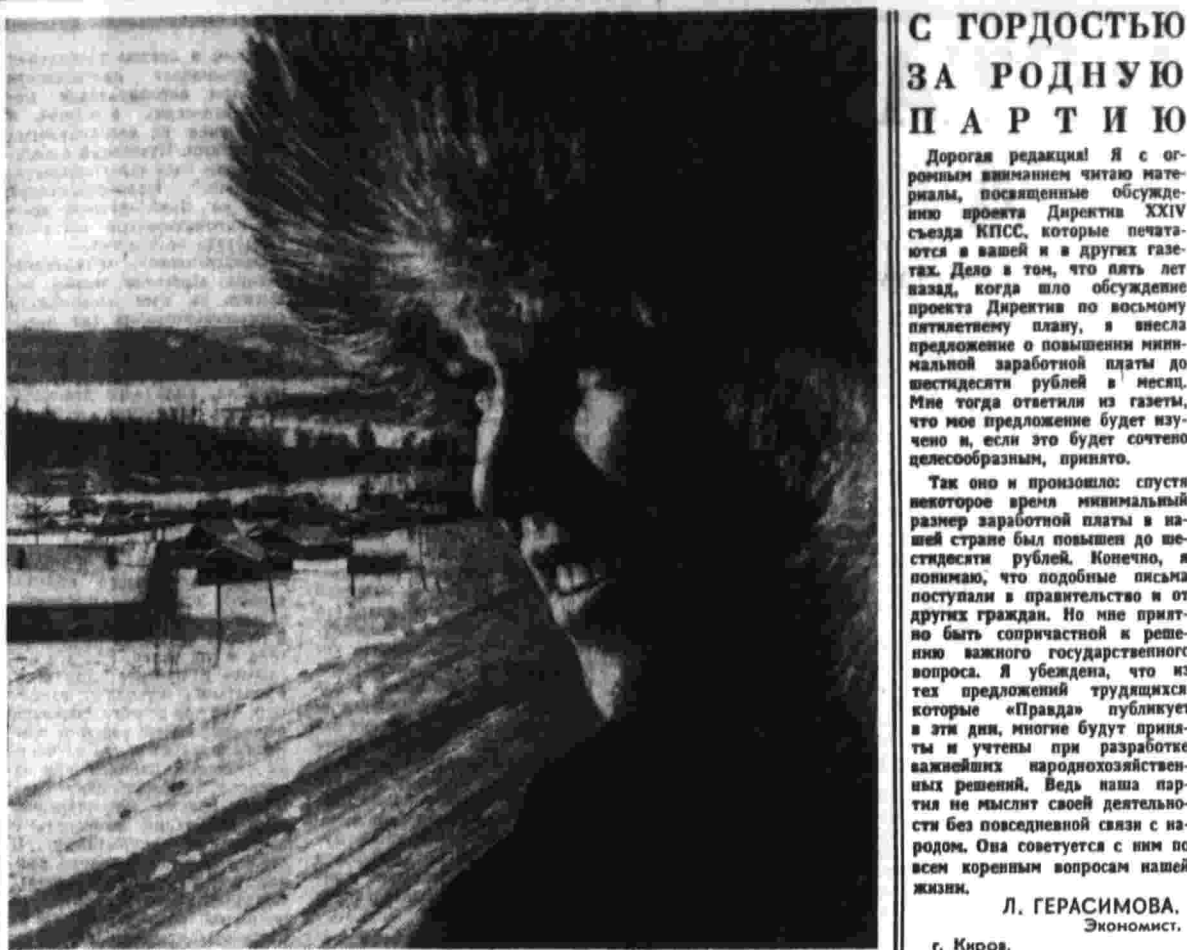 С ГОРДОСТЬЮ
ЗА РОДНУЮ
ПАРТИЮ
Дорогая редакция! Я с ог-
ромным вниманием читаю мате-
риалы, посвященные обсужде-
нию проекта Директив XXIV
съезда КПСС, которые печата-
ются в вашей и в других газе-
тах. Дело в том, что пять лет
назад, когда шло обсуждение
проекта Директив по восьмому
пятилетнему плану, я внесла
предложение о повышении мини-
мальной заработной платы до
шестидесяти рублей в месяц.
Мне тогда ответили из газеты,
что мое предложение будет изу-
чено и, если это будет сочтено
целесообразным, принято.
Так оно и произошло: спустя
некоторое время минимальный
размер заработной платы в на-
шей стране был повышен до ше-
стидесяти рублей. Конечно, я
понимаю, что подобные письма
поступали в правительство и от
других граждан. Но мне прият-
но быть сопричастной к реше-
нию важного государственного
вопроса. Я убеждена, что из
тех предложений трудящихся
которые «Правда» публикует
в эти дни, многие будут приня-
ты и учтены при разработке
важнейших народнохозяйствен-
ных решений. Ведь наша пар-
тия не мыслит своей деятельно-
сти без повседневной связи с на-
родом. Она советуется с ним по
всем коренным вопросам нашей
жизни.
Л. ГЕРАСИМОВА.
Экономист.
г. Киров.